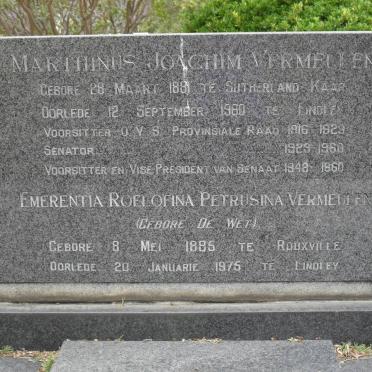 MARTHINUS JOACHIM VERMEULEN
GEBORE 28 MAART 1881 TE SUTHERLAND KAAP
OORLEDE 12 SEPTEMBER 1960 TE LINDLEY
VOORSITTER O.V.S. PROVINSIALE RAAD 1916 1929
SENATOR 1929 1960
VOORSITTER EN VISE PRESIDENT VAN SENAAT 1948 1960
EMERENTIA ROELOFINA PETRUSINA VERMEULEN
(GEBORE DE WET)
GEBORE 8 MEI 1885 TE ROUXVILLE
OORLEDE 20 JANUARIE 1975 TE LINDLEY